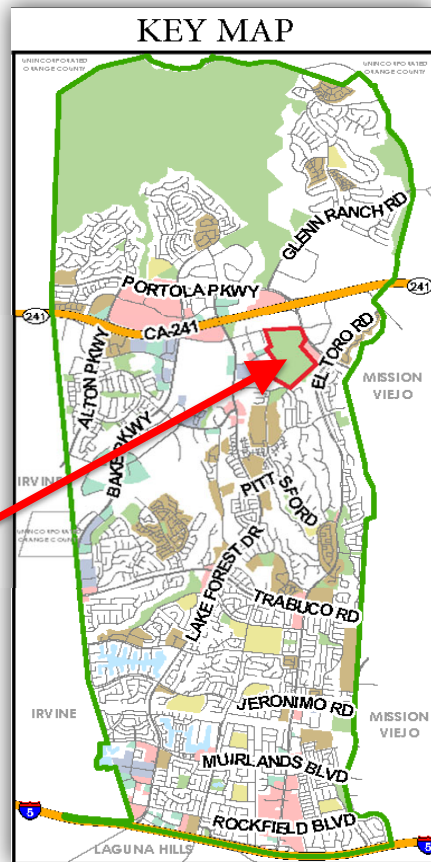 KEY MAP
UNINCORPORATED
ORANGE COUNTY
UNINCORPORATED
ORANGE COUNTY
GLENN RANCH RD
PORTOLA PKWY
241
241
CA-241
EL TORO RD
ALTON PKWY
MISSION
VIEJO
BAKE PKWY
IRVINE
PITTSFORD
UNINCORPORATED
ORANGE COUNTY
LAKE FOREST DR
TRABUCO RD
JERONIMO RD
IRVINE
MISSION
VIEJO
MUIRLANDS BLVD
5
ROCKFIELD BLVD
LAGUNA HILLS
5